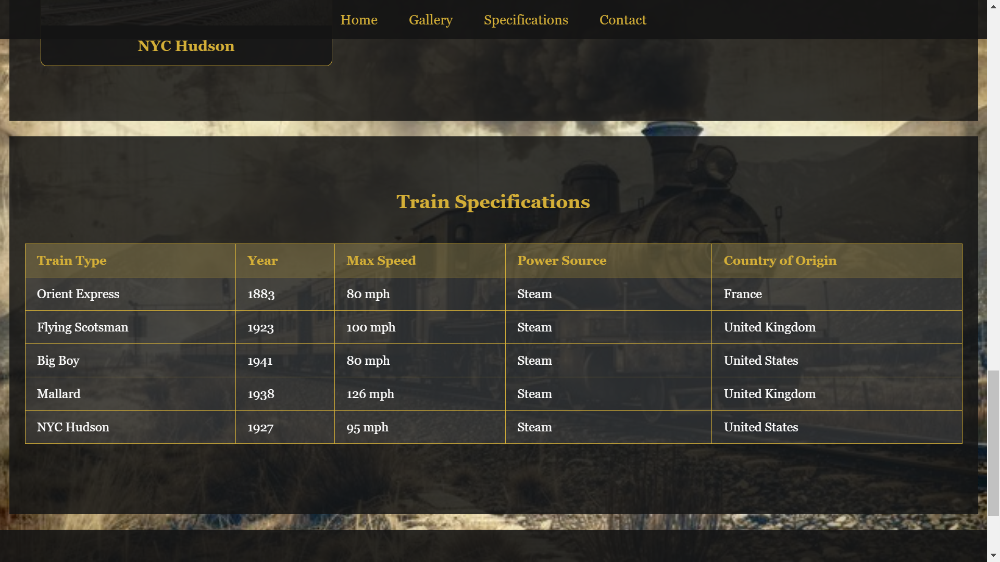 Home Gallery Specifications Contact
NYC Hudson
Train Specifications
Train Type Year Max Speed Power Source Country of Origin
Orient Express 1883 80 mph Steam France
Flying Scotsman 1923 100 mph Steam United Kingdom
Big Boy 1941 80 mph Steam United States
Mallard 1938 126 mph Steam United Kingdom
NYC Hudson 1927 95 mph Steam United States